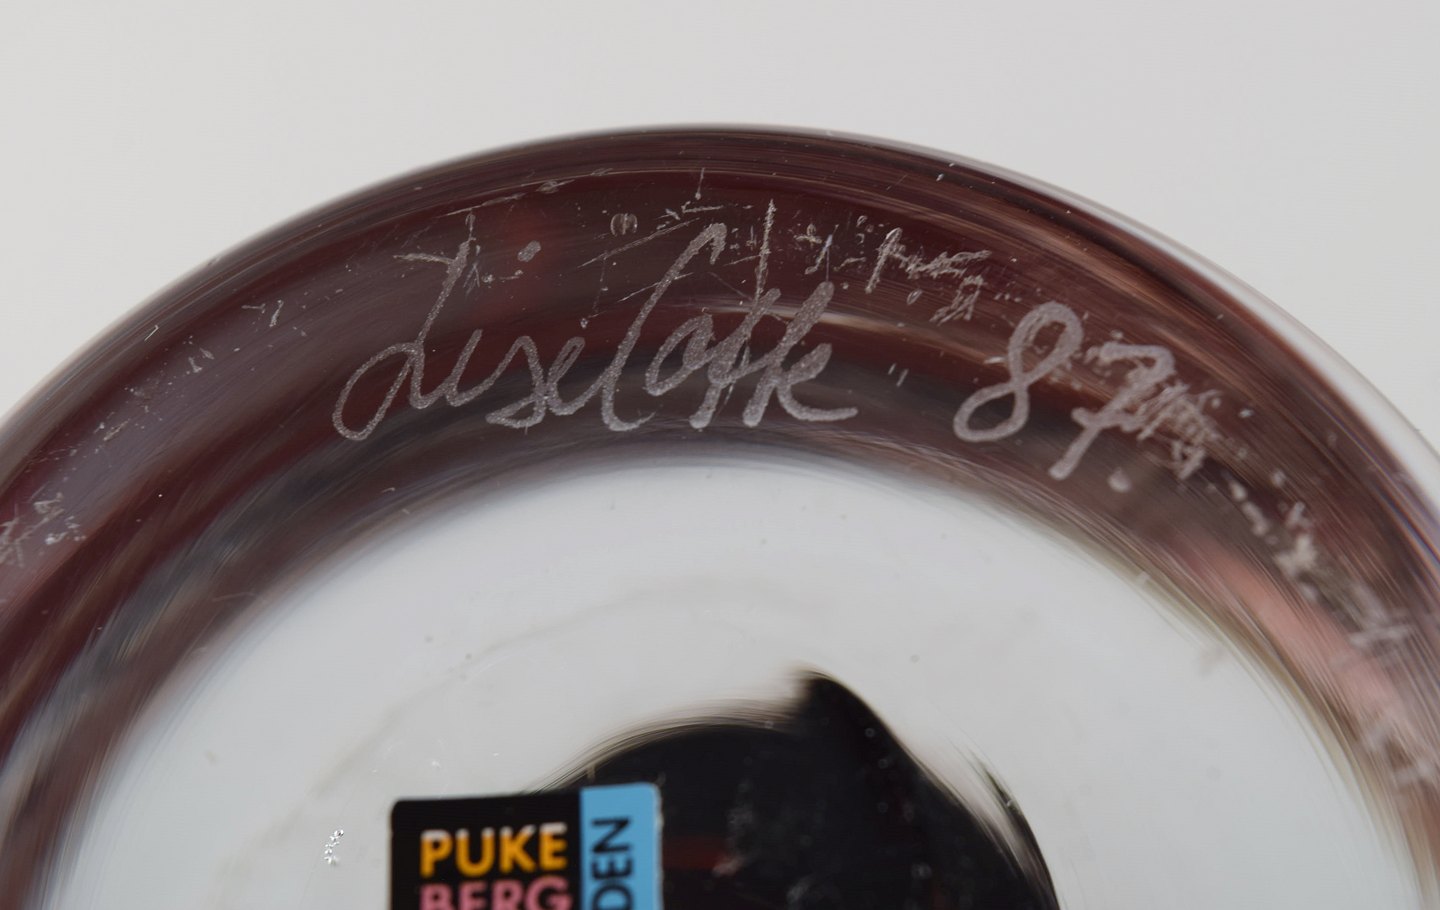 Liselotte 87.
PUKE
BERG
DEN